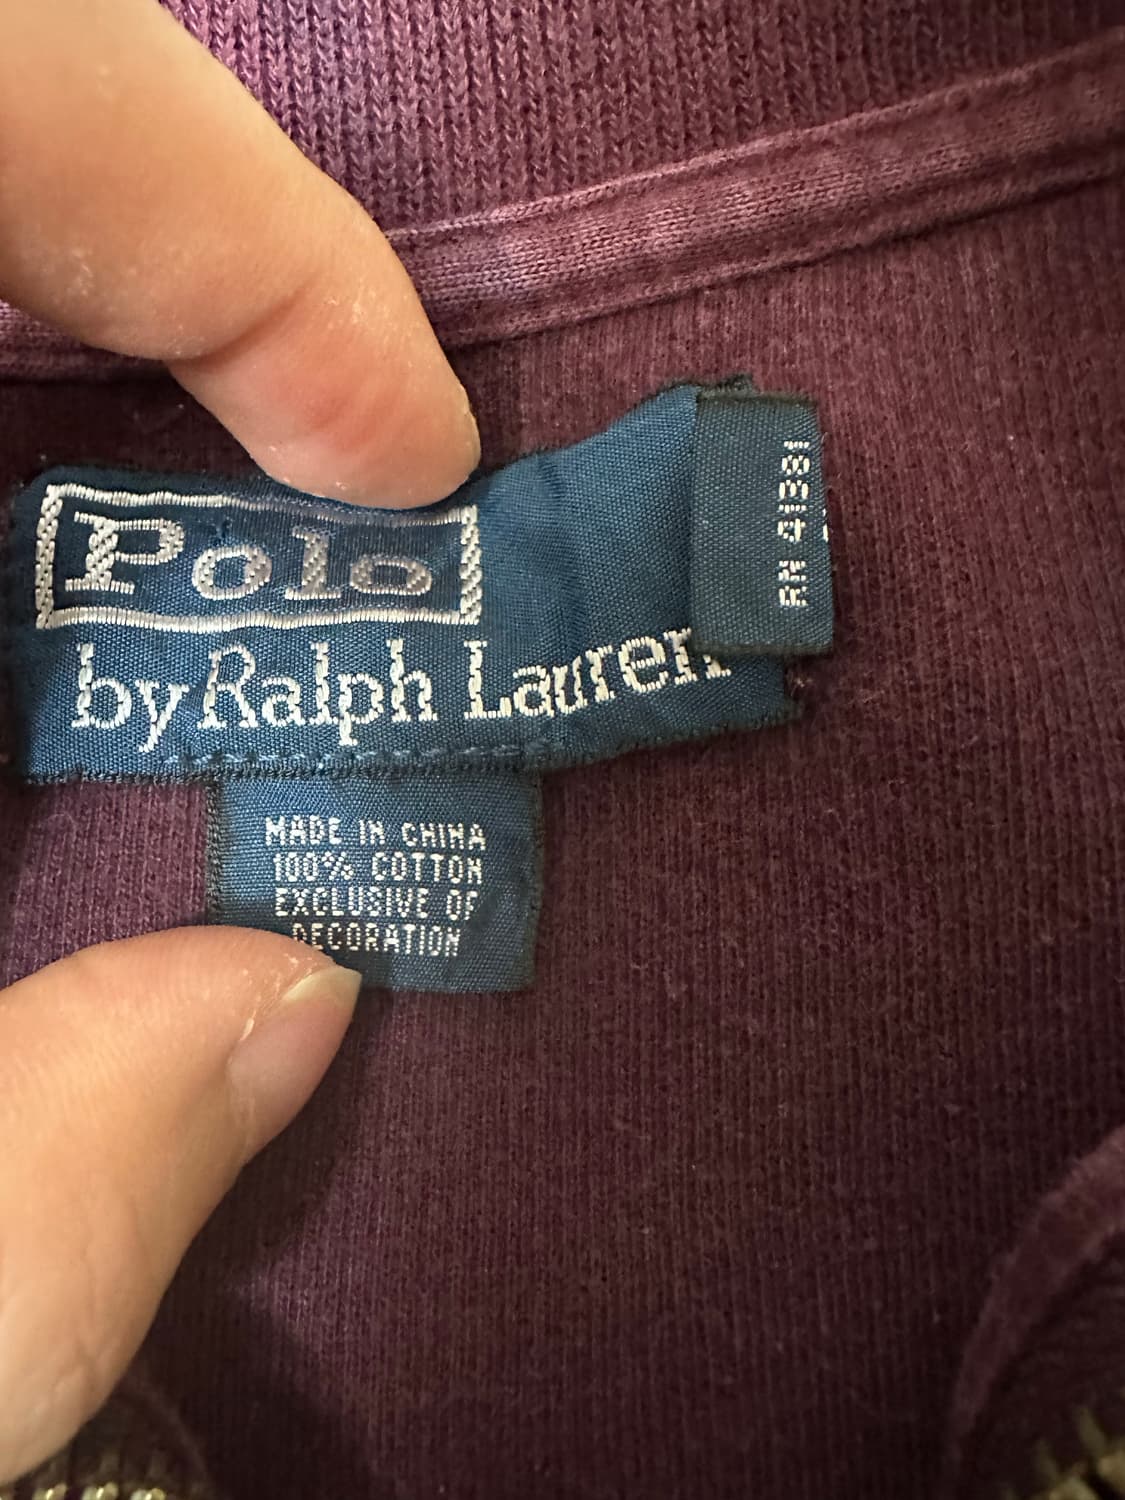 Polo
by Ralph Lauren
RN 41381
MADE IN CHINA
100% COTTON
EXCLUSIVE OF
DECORATION